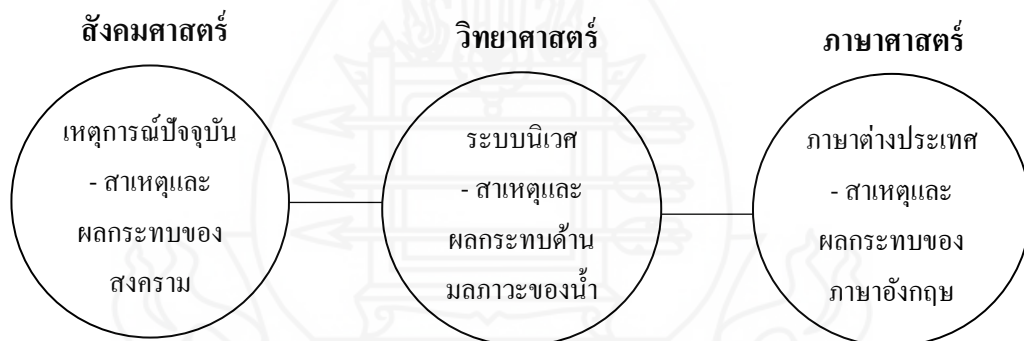 สังคมศาสตร์
เหตุการณ์ปัจจุบัน
- สาเหตุและ
ผลกระทบของ
สงคราม
วิทยาศาสตร์
ระบบนิเวศ
- สาเหตุและ
ผลกระทบด้าน
มลภาวะของน้ำ
ภาษาศาสตร์
ภาษาต่างประเทศ
- สาเหตุและ
ผลกระทบของ
ภาษาอังกฤษ